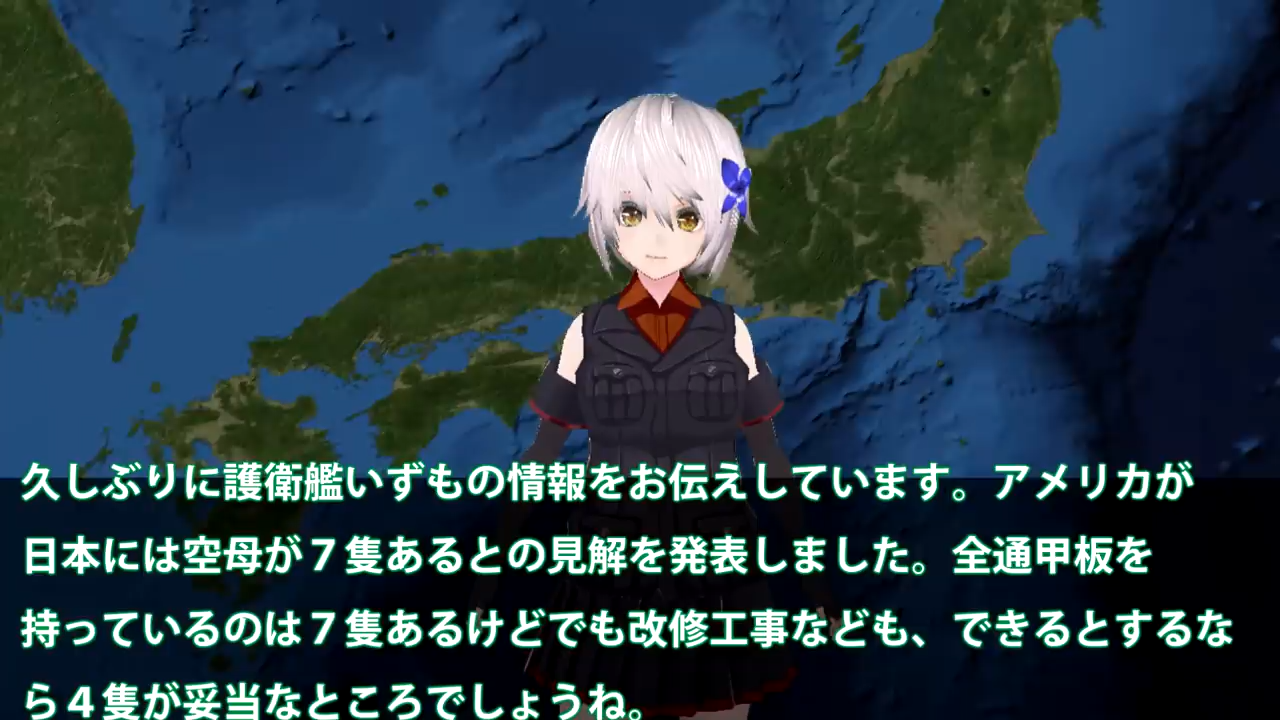 久しぶりに護衛艦いずもの情報をお伝えしています。アメリカが
日本には空母が７隻あるとの見解を発表しました。全通甲板を
持っているのは７隻あるけどでも改修工事なども、できるとするな
ら４隻が妥当なところでしょうね。